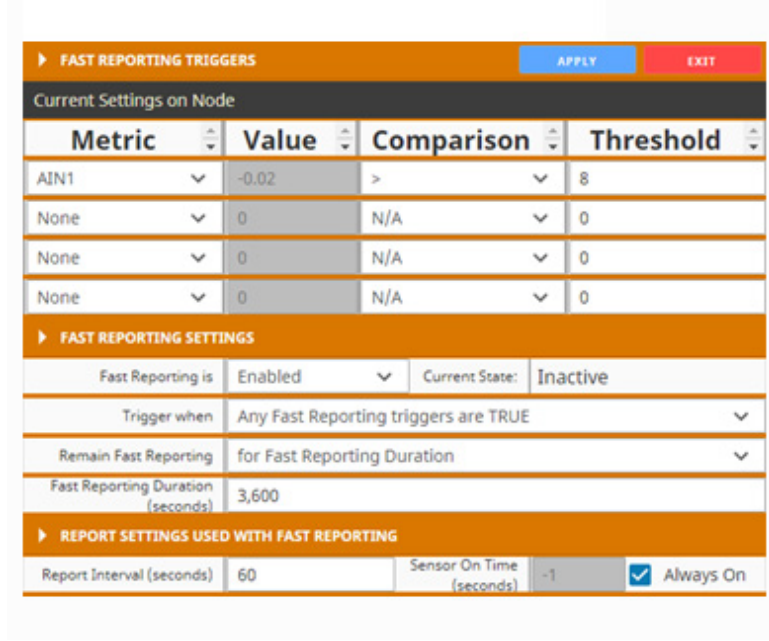 FAST REPORTING TRIGGERS APPLY EXIT
Current Settings on Node
Metric Value Comparison Threshold
AIN1 -0.02 > 8
None 0 N/A 0
None 0 N/A 0
None 0 N/A 0
FAST REPORTING SETTINGS
Fast Reporting is Enabled Current State: Inactive
Trigger when Any Fast Reporting triggers are TRUE
Remain Fast Reporting for Fast Reporting Duration
Fast Reporting Duration
(seconds) 3,600
REPORT SETTINGS USED WITH FAST REPORTING
Report Interval (seconds) 60 Sensor On Time
(seconds) -1 Always On